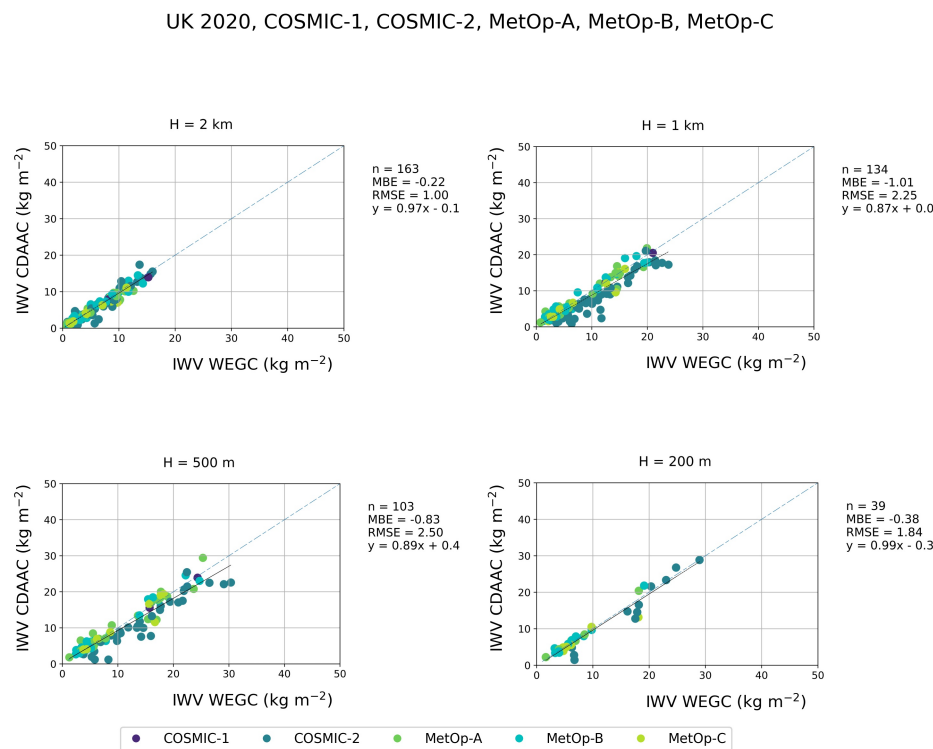 UK 2020, COSMIC-1, COSMIC-2, MetOp-A, MetOp-B, MetOp-C
H = 2 km
IWV CDAAC (kg m⁻²)
50
40
30
20
10
0
0 10 20 30 40 50
IWV WEGC (kg m⁻²)
n = 163
MBE = -0.22
RMSE = 1.00
y = 0.97x - 0.1
H = 1 km
IWV CDAAC (kg m⁻²)
50
40
30
20
10
0
0 10 20 30 40 50
IWV WEGC (kg m⁻²)
n = 134
MBE = -1.01
RMSE = 2.25
y = 0.87x + 0.0
H = 500 m
IWV CDAAC (kg m⁻²)
50
40
30
20
10
0
0 10 20 30 40 50
IWV WEGC (kg m⁻²)
n = 103
MBE = -0.83
RMSE = 2.50
y = 0.89x + 0.4
H = 200 m
IWV CDAAC (kg m⁻²)
50
40
30
20
10
0
0 10 20 30 40 50
IWV WEGC (kg m⁻²)
n = 39
MBE = -0.38
RMSE = 1.84
y = 0.99x - 0.3
COSMIC-1 COSMIC-2 MetOp-A MetOp-B MetOp-C